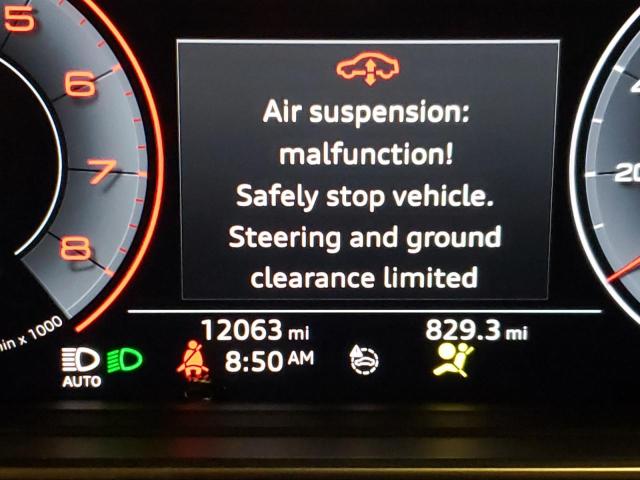 5
6
7
8
min x 1000
Air suspension:
malfunction!
Safely stop vehicle.
Steering and ground
clearance limited
12063 mi
829.3 mi
AUTO
8:50 AM
20